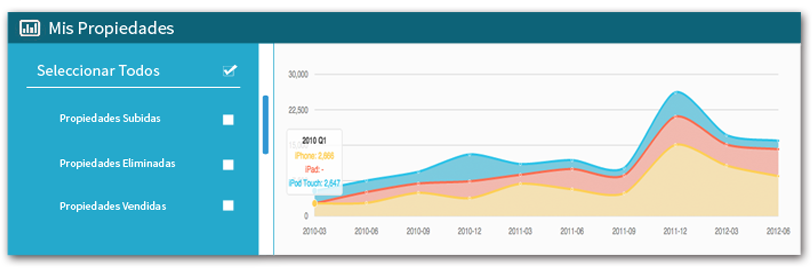 Mis Propiedades
Seleccionar Todos
Propiedades Subidas
Propiedades Eliminadas
Propiedades Vendidas
30,000
22,500
2010 Q1
iPhone: 2,666
iPad: -
iPod Touch: 2,647
0
2010-03 2010-06 2010-09 2010-12 2011-03 2011-06 2011-09 2011-12 2012-06